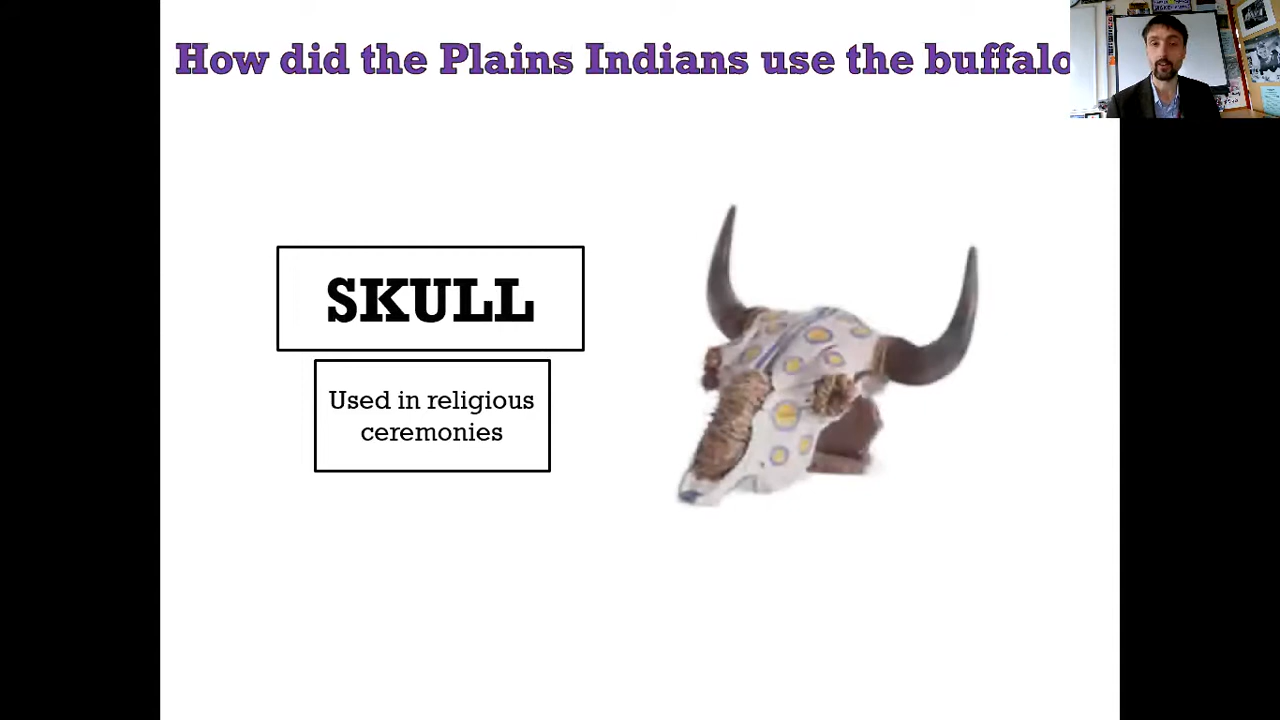 How did the Plains Indians use the buffalo
SKULL
Used in religious
ceremonies